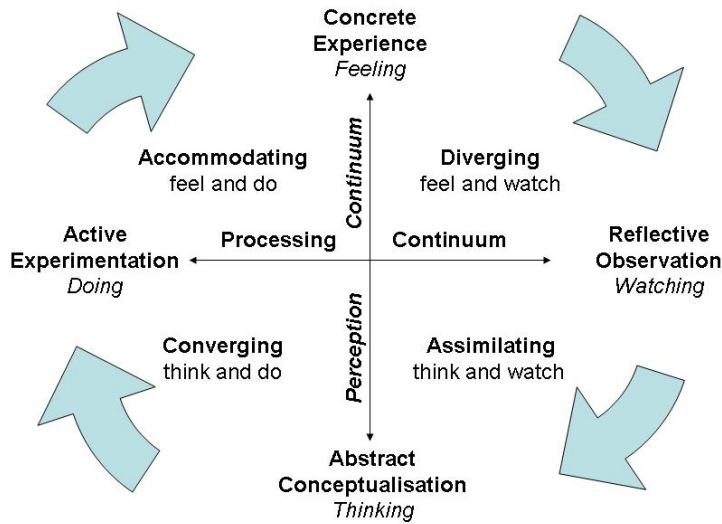 Concrete
Experience
Feeling
Accommodating
feel and do
Diverging
feel and watch
Perception Continuum
Active
Experimentation
Doing
Processing Continuum
Reflective
Observation
Watching
Converging
think and do
Assimilating
think and watch
Abstract
Conceptualisation
Thinking